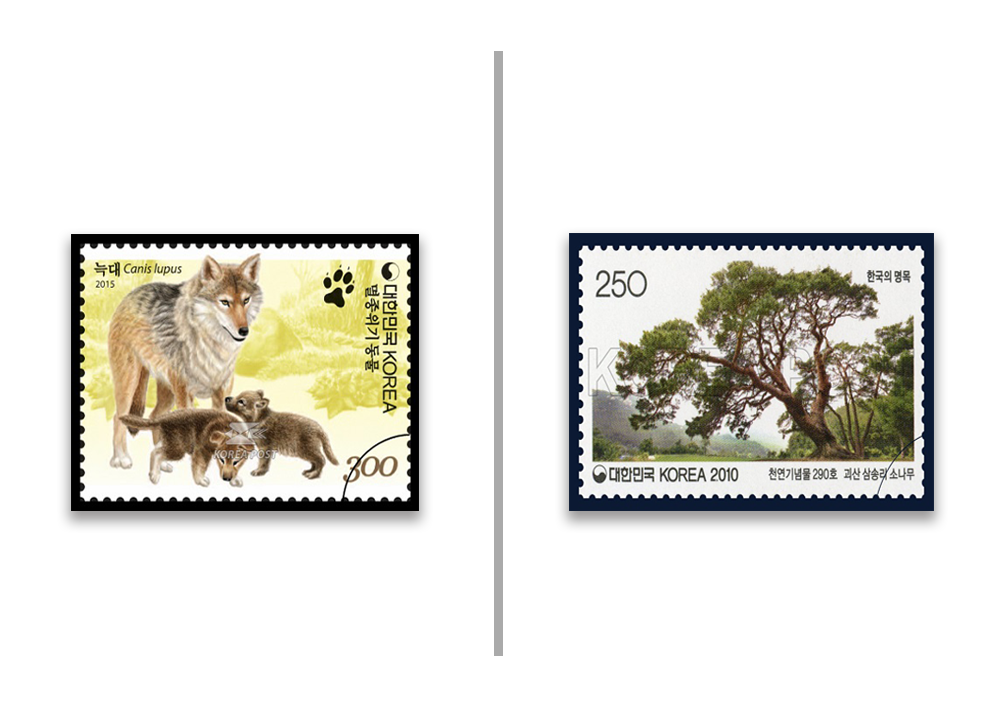 늑대 Canis lupus
2015
대한민국 KOREA
멸종위기 동물
KOREA POST
300
250
한국의 명목
대한민국 KOREA 2010
천연기념물 290호 괴산 삼송리 소나무